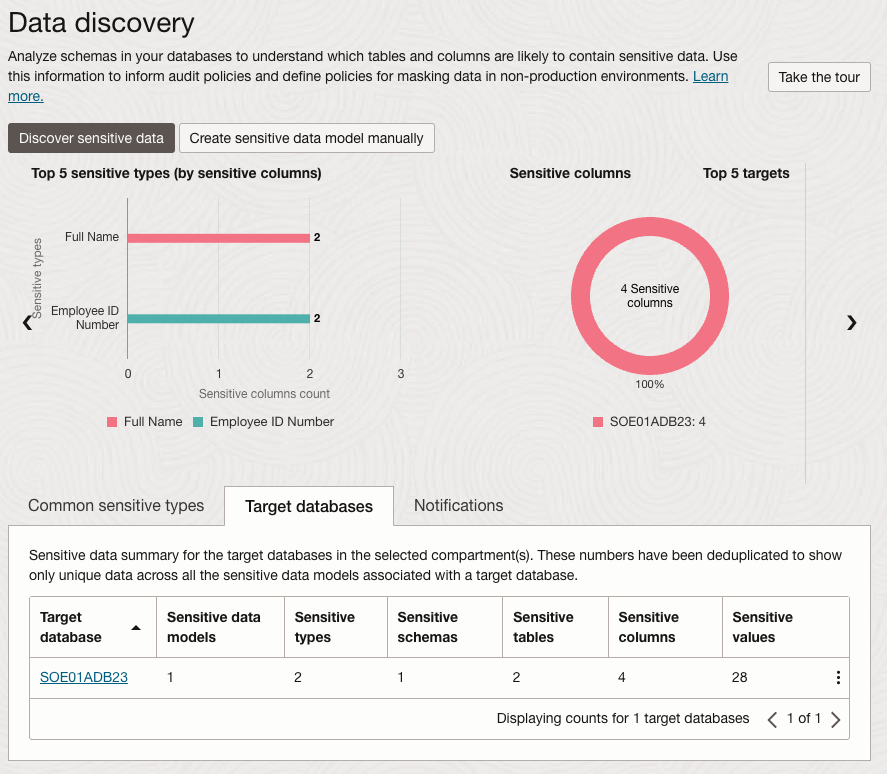 Data discovery
Analyze schemas in your databases to understand which tables and columns are likely to contain sensitive data. Use
this information to inform audit policies and define policies for masking data in non-production environments. Learn
more.
Take the tour
Discover sensitive data
Create sensitive data model manually
Top 5 sensitive types (by sensitive columns)
Sensitive types
Full Name
2
Employee ID
Number
2
0 1 2 3
Sensitive columns count
Full Name Employee ID Number
Sensitive columns Top 5 targets
4 Sensitive
columns
100%
SOE01ADB23: 4
Common sensitive types Target databases Notifications
Sensitive data summary for the target databases in the selected compartment(s). These numbers have been deduplicated to show
only unique data across all the sensitive data models associated with a target database.
Target Sensitive data Sensitive Sensitive Sensitive Sensitive Sensitive
database models types schemas tables columns values
SOE01ADB23 1 2 1 2 4 28
Displaying counts for 1 target databases 1 of 1